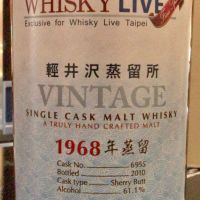 WHISKY LIVE
Exclusive for Whisky Live Taipei
輕井沢蒸留所
VINTAGE
SINGLE CASK MALT WHISKY
A TRULY HAND CRAFTED MALT
1968年蒸留
Cask No. 6955
Bottled 2010
Cask type Sherry Butt
Alcohol 61.1%